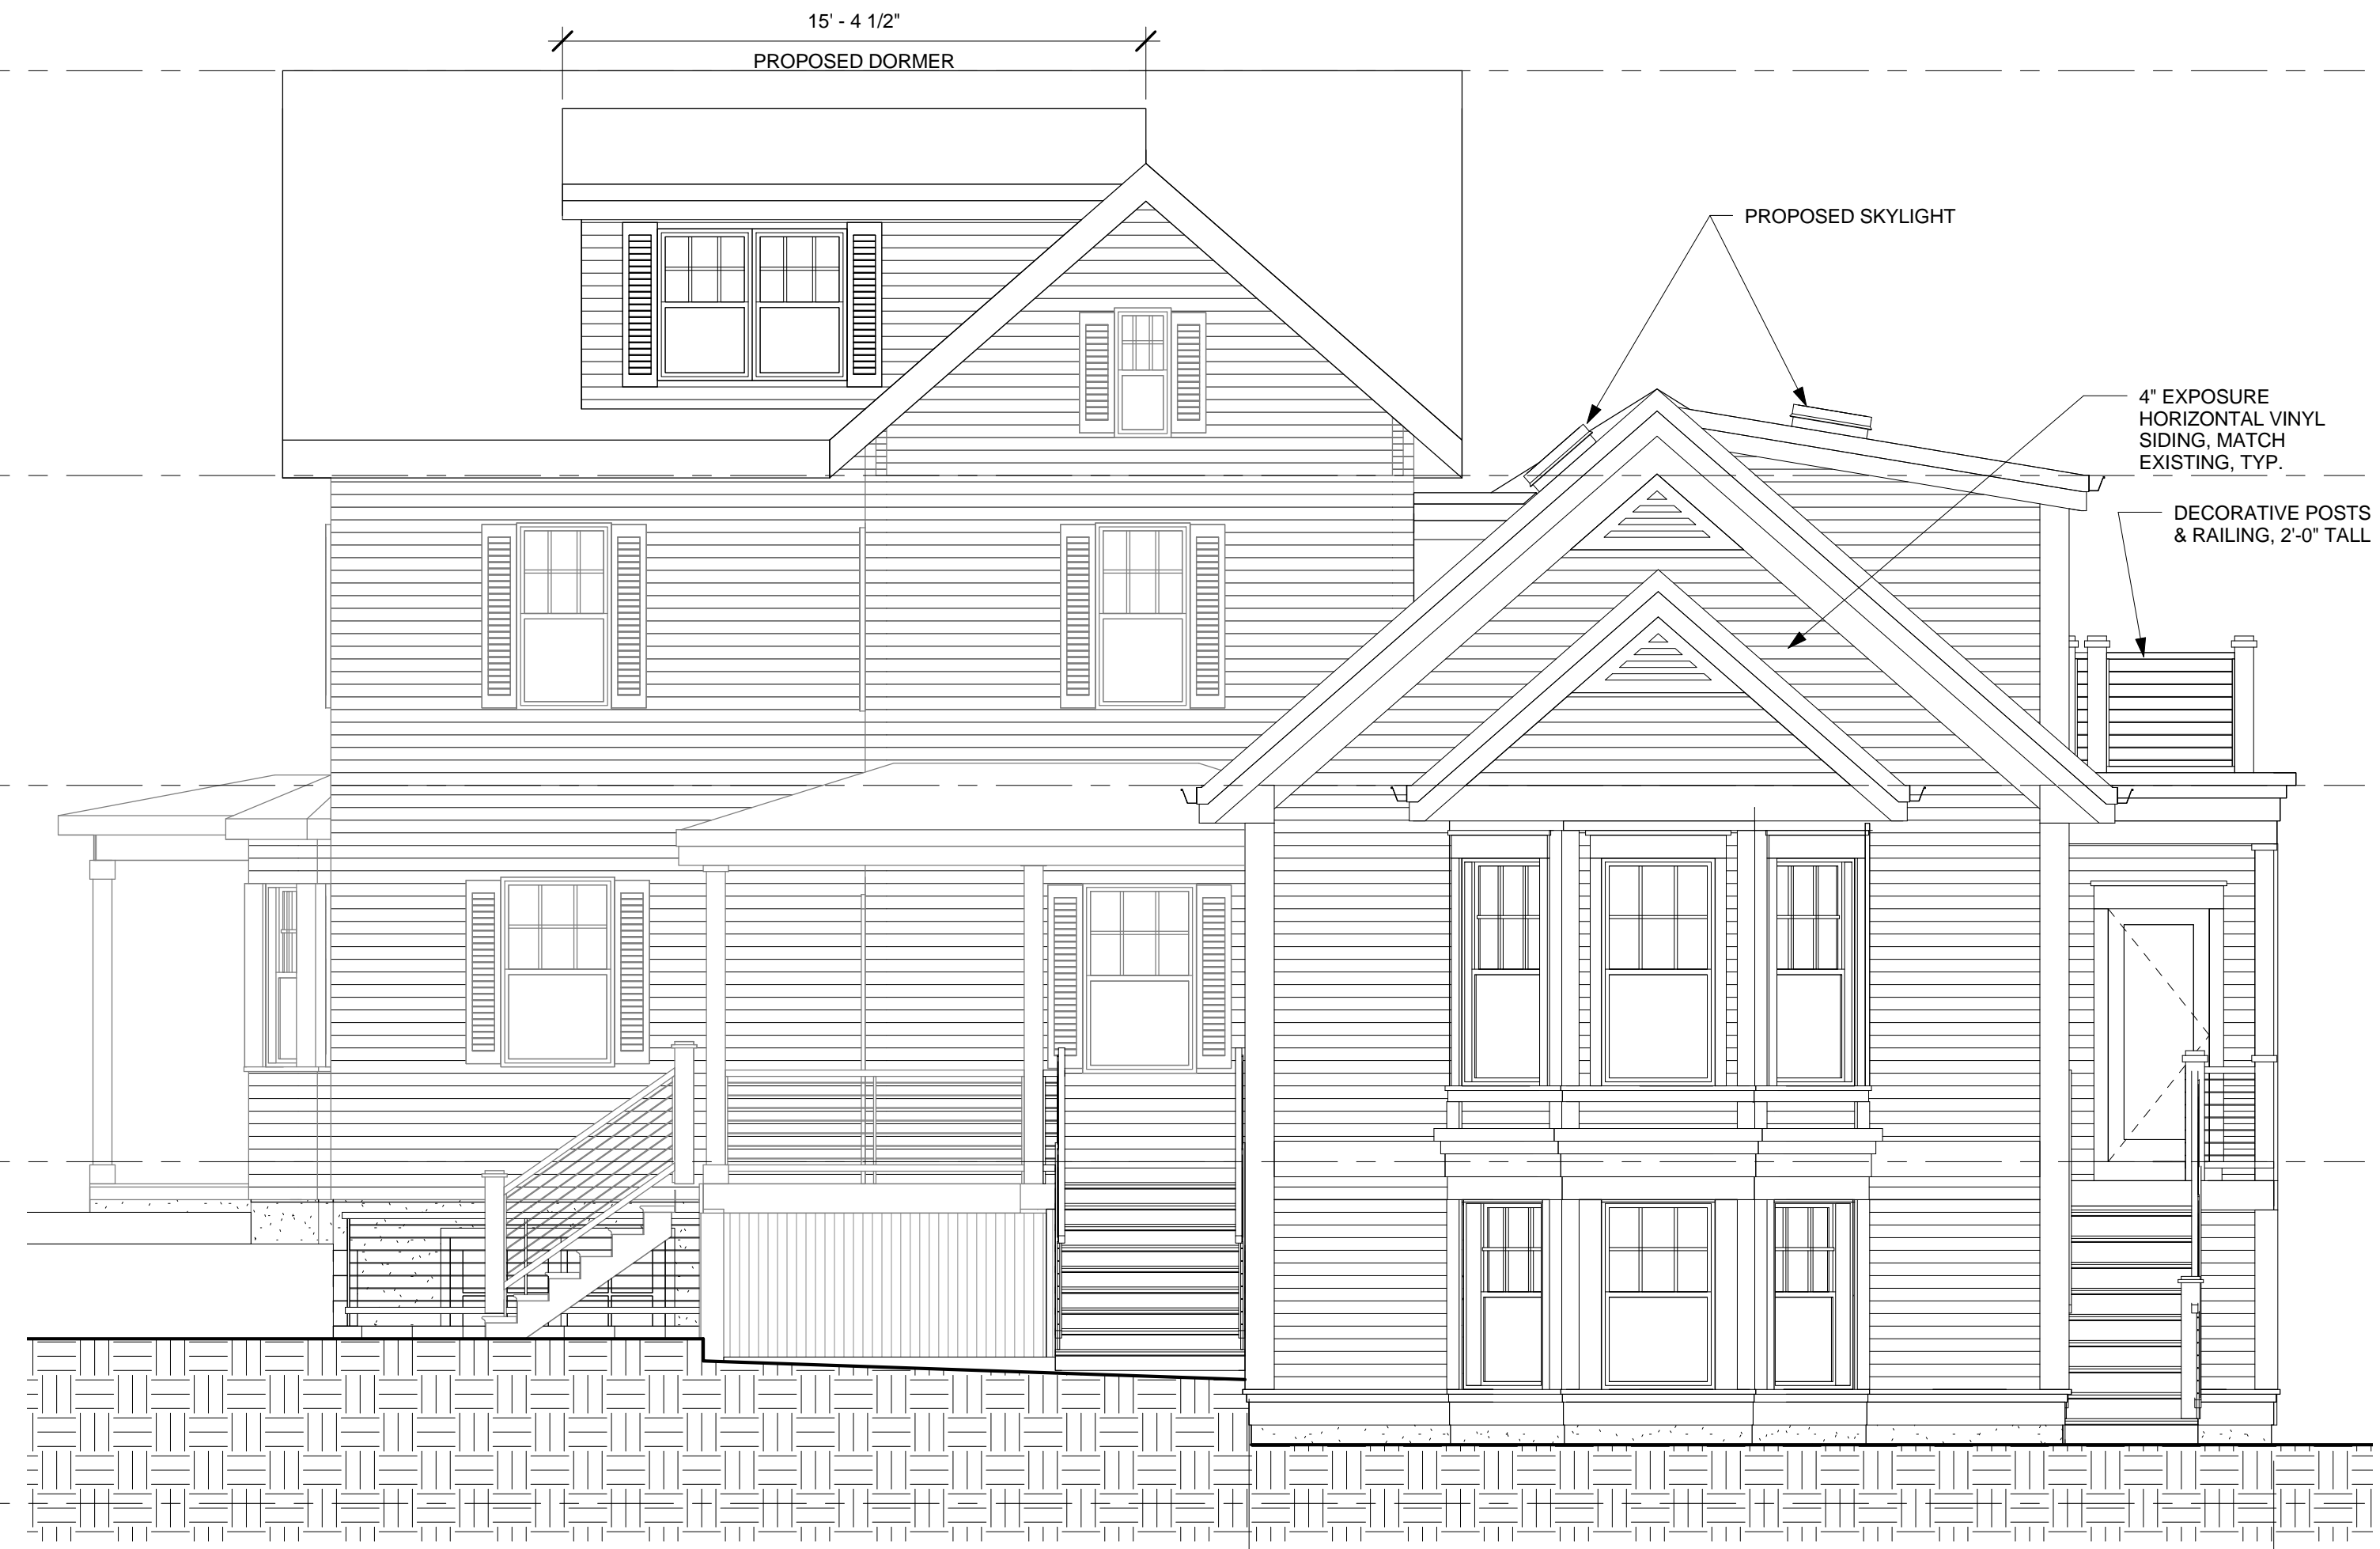 15' - 4 1/2"
PROPOSED DORMER
PROPOSED SKYLIGHT
4" EXPOSURE
HORIZONTAL VINYL
SIDING, MATCH
EXISTING, TYP.
DECORATIVE POSTS
& RAILING, 2'-0" TALL